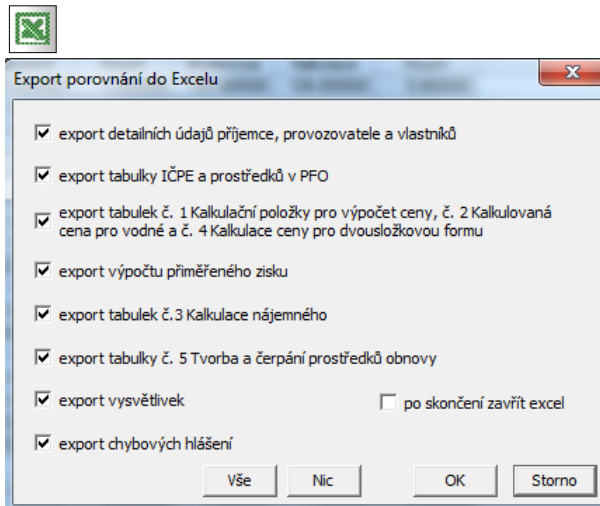 Export porovnání do Excelu
export detailních údajů příjemce, provozovatele a vlastníků
export tabulky IČPE a prostředků v PFO
export tabulek č. 1 Kalkulační položky pro výpočet ceny, č. 2 Kalkulovaná
cena pro vodné a č. 4 Kalkulace ceny pro dvousložkovou formu
export výpočtu přiměřeného zisku
export tabulek č.3 Kalkulace nájemného
export tabulky č. 5 Tvorba a čerpání prostředků obnovy
export vysvětlivek
po skončení zavřít excel
export chybových hlášení
Vše Nic OK Storno